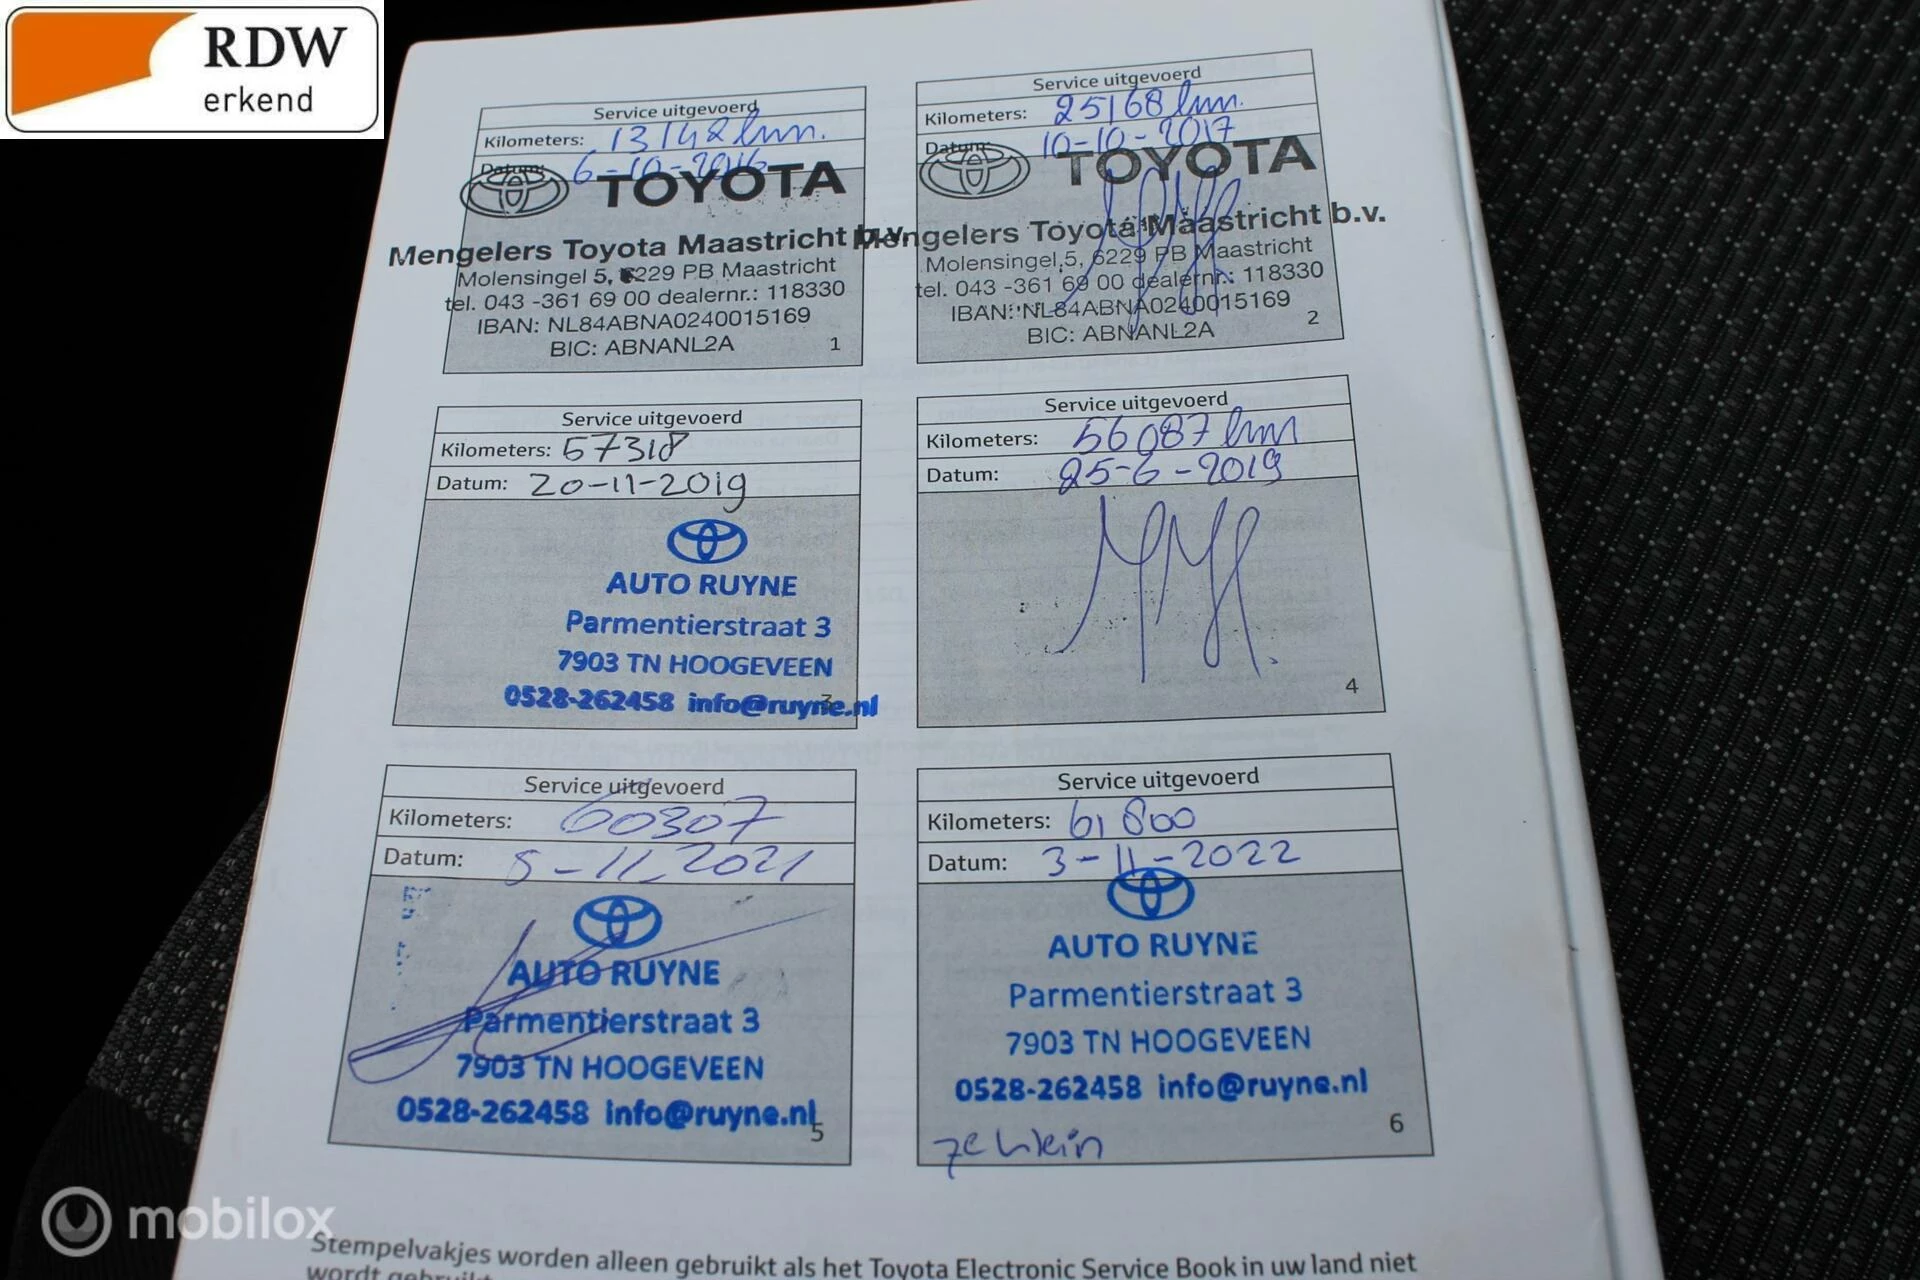 RDW
erkend
Service uitgevoerd
Kilometers: 13142 km.
Datum: 6-10-2016
TOYOTA
Mengelers Toyota Maastricht b.v.
Molensingel 5, 6229 PB Maastricht
tel. 043 -361 69 00 dealernr.: 118330
IBAN: NL84ABNA0240015169
BIC: ABNANL2A
1
Service uitgevoerd
Kilometers: 25168 km.
Datum: 10-10-2017
TOYOTA
Mengelers Toyota Maastricht b.v.
Molensingel 5, 6229 PB Maastricht
tel. 043 -361 69 00 dealernr.: 118330
IBAN: NL84ABNA0240015169
BIC: ABNANL2A
2
Service uitgevoerd
Kilometers: 57318
Datum: 20-11-2019
AUTO RUYNE
Parmentierstraat 3
7903 TN HOOGEVEEN
0528-262458 info@ruyne.nl
3
Service uitgevoerd
Kilometers: 56087 km
Datum: 25-6-2019
4
Service uitgevoerd
Kilometers: 60307
Datum: 5-11-2021
AUTO RUYNE
Parmentierstraat 3
7903 TN HOOGEVEEN
0528-262458 info@ruyne.nl
5
Service uitgevoerd
Kilometers: 61800
Datum: 3-11-2022
AUTO RUYNE
Parmentierstraat 3
7903 TN HOOGEVEEN
0528-262458 info@ruyne.nl
6
klein
mobilox
Stempelvakjes worden alleen gebruikt als het Toyota Electronic Service Book in uw land niet
wordt gebruikt